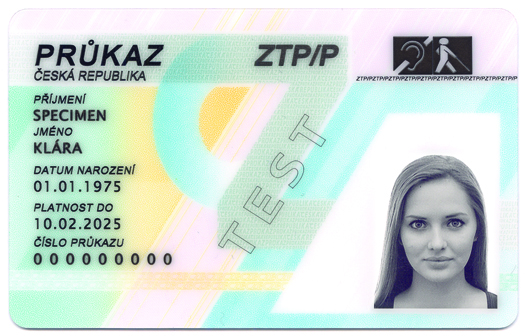 PRŮKAZ
ZTP/P
ČESKÁ REPUBLIKA
ZTP/PZTP/PZTP/PZTP/PZTP/PZTP/PZTP/PZTP/PZTP/P
PŘÍJMENÍ
SPECIMEN
JMÉNO
KLÁRA
DATUM NAROZENÍ
01.01.1975
PLATNOST DO
10.02.2025
ČÍSLO PRŮKAZU
000000000
TEST